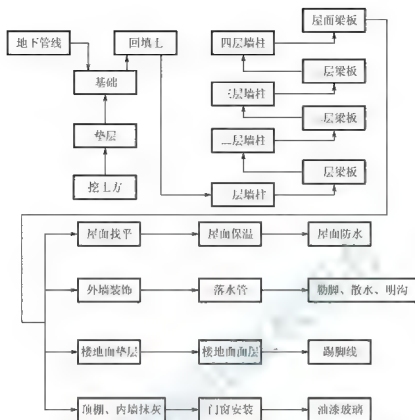 屋面梁板
地下管线
回填土
四层墙柱
基础
层梁板
三层墙柱
层梁板
垫层
二层墙柱
层梁板
挖土方
层墙柱
屋面找平
屋面保温
屋面防水
外墙装饰
落水管
勒脚、散水、明沟
楼地面垫层
楼地面面层
踢脚线
顶棚、内墙抹灰
门窗安装
油漆玻璃